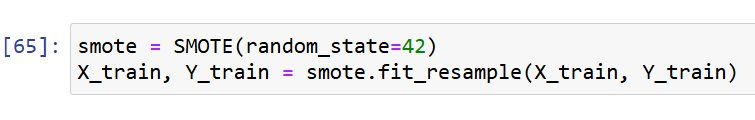 [65]: smote = SMOTE(random_state=42)
X_train, Y_train = smote.fit_resample(X_train, Y_train)